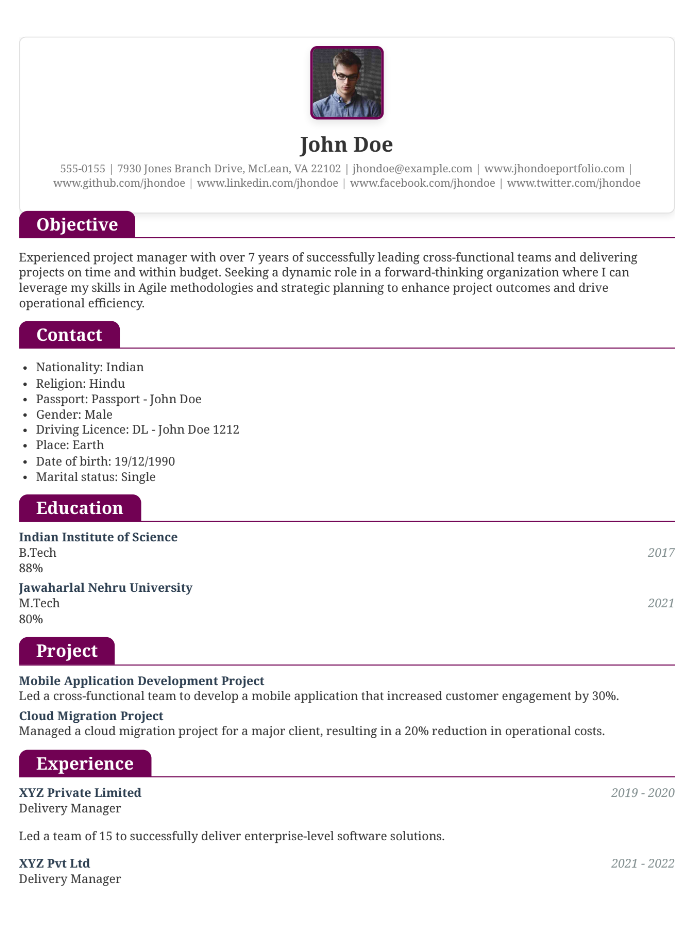 John Doe
555-0155 | 7930 Jones Branch Drive, McLean, VA 22102 | jhondoe@example.com | www.jhondoeportfolio.com |
www.github.com/jhondoe | www.linkedin.com/jhondoe | www.facebook.com/jhondoe | www.twitter.com/jhondoe
Objective
Experienced project manager with over 7 years of successfully leading cross-functional teams and delivering
projects on time and within budget. Seeking a dynamic role in a forward-thinking organization where I can
leverage my skills in Agile methodologies and strategic planning to enhance project outcomes and drive
operational efficiency.
Contact
• Nationality: Indian
• Religion: Hindu
• Passport: Passport - John Doe
• Gender: Male
• Driving Licence: DL - John Doe 1212
• Place: Earth
• Date of birth: 19/12/1990
• Marital status: Single
Education
Indian Institute of Science
B.Tech 2017
88%
Jawaharlal Nehru University
M.Tech 2021
80%
Project
Mobile Application Development Project
Led a cross-functional team to develop a mobile application that increased customer engagement by 30%.
Cloud Migration Project
Managed a cloud migration project for a major client, resulting in a 20% reduction in operational costs.
Experience
XYZ Private Limited 2019 - 2020
Delivery Manager
Led a team of 15 to successfully deliver enterprise-level software solutions.
XYZ Pvt Ltd 2021 - 2022
Delivery Manager